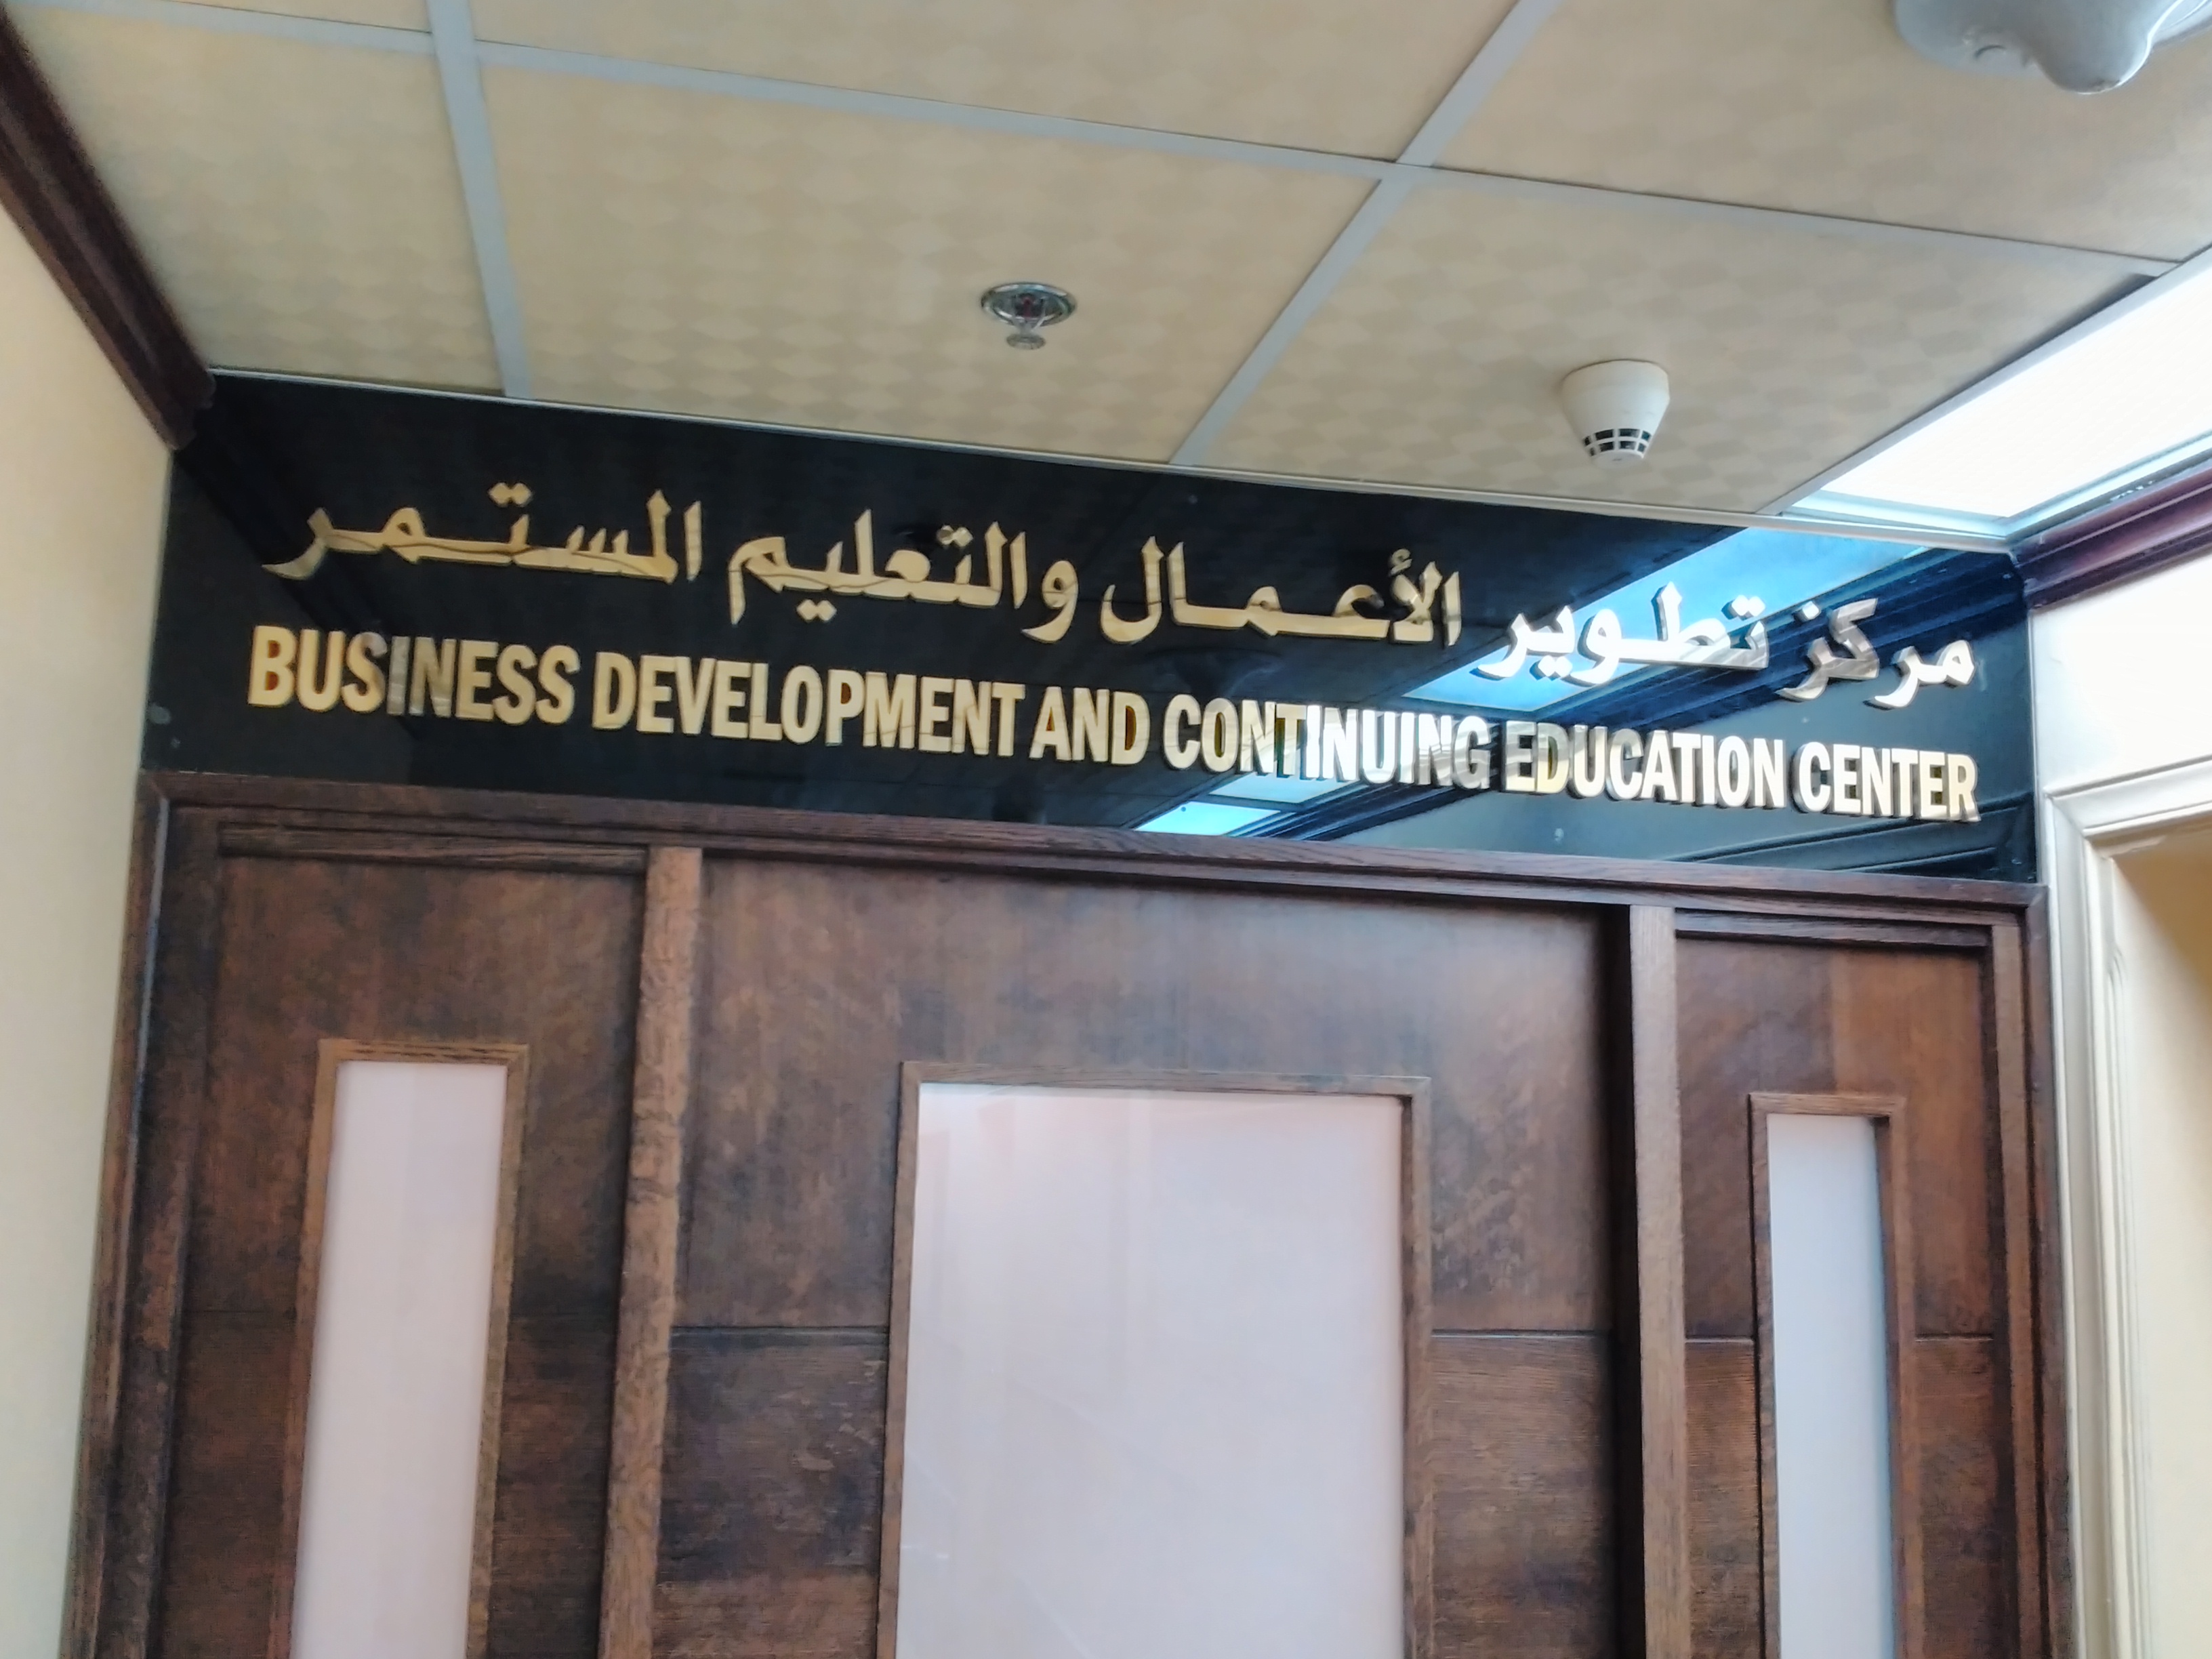 مركز تطوير الأعمال والتعليم المستمر
BUSINESS DEVELOPMENT AND CONTINUING EDUCATION CENTER